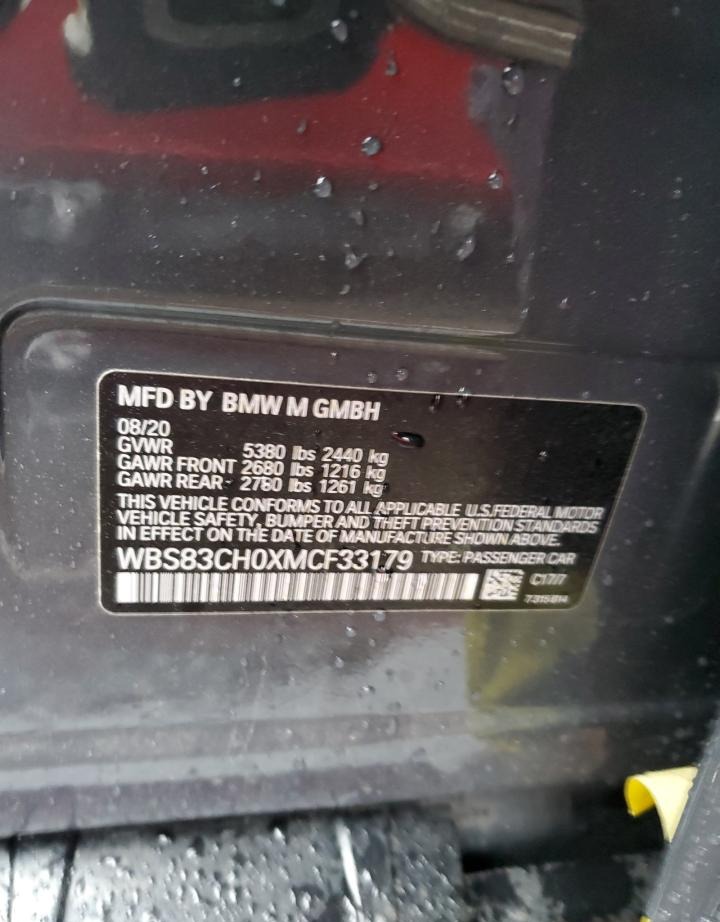 MFD BY BMW M GMBH
08/20
GVWR 5380 lbs 2440 kg
GAWR FRONT 2680 lbs 1216 kg
GAWR REAR 2780 lbs 1261 kg
THIS VEHICLE CONFORMS TO ALL APPLICABLE U.S.FEDERAL MOTOR
VEHICLE SAFETY, BUMPER AND THEFT PREVENTION STANDARDS
IN EFFECT ON THE DATE OF MANUFACTURE SHOWN ABOVE.
WBS83CH0XMCF33179 TYPE: PASSENGER CAR
C17/7
7315614